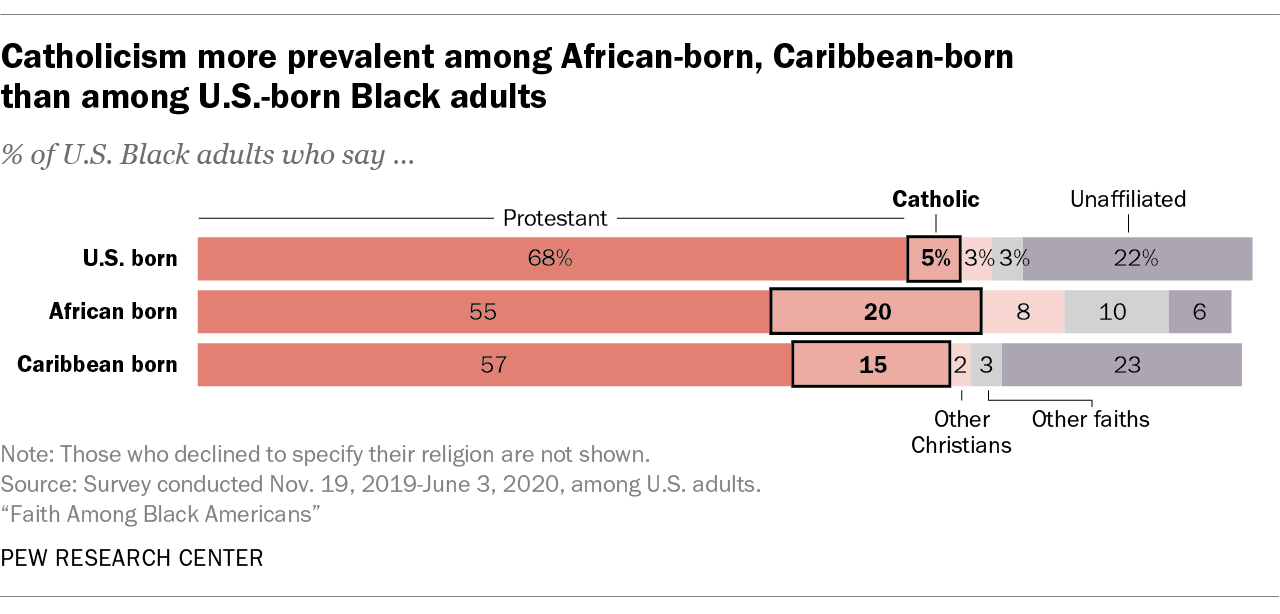 Catholicism more prevalent among African-born, Caribbean-born
than among U.S.-born Black adults
% of U.S. Black adults who say ...
Protestant
Catholic
Unaffiliated
U.S. born 68% 5% 3% 3% 22%
African born 55 20 8 10 6
Caribbean born 57 15 2 3 23
Other
Christians
Other faiths
Note: Those who declined to specify their religion are not shown.
Source: Survey conducted Nov. 19, 2019-June 3, 2020, among U.S. adults.
“Faith Among Black Americans”
PEW RESEARCH CENTER